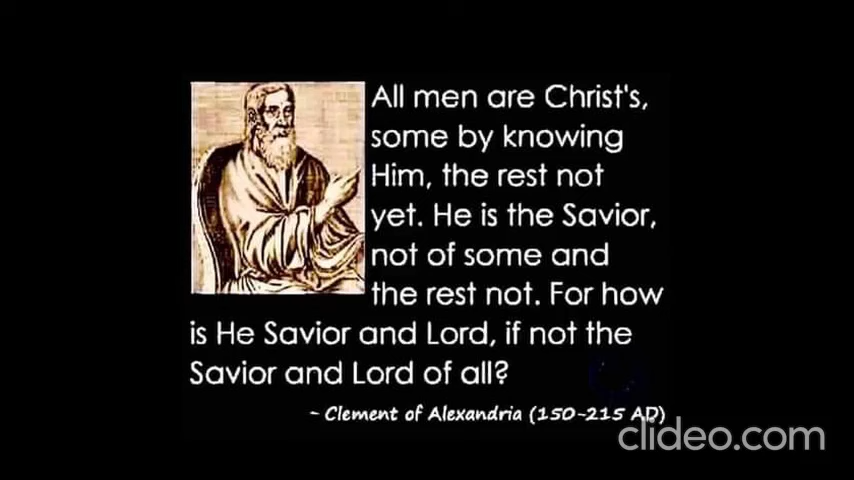 All men are Christ's,
some by knowing
Him, the rest not
yet. He is the Savior,
not of some and
the rest not. For how
is He Savior and Lord, if not the
Savior and Lord of all?
~ Clement of Alexandria (150-215 AD)
clideo.com